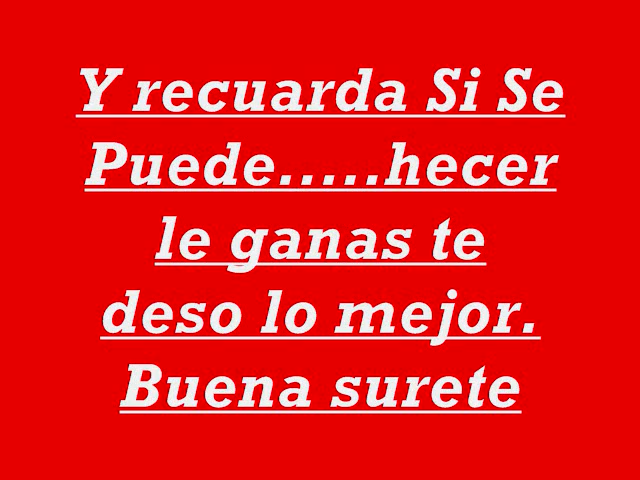 Y recuarda Si Se
Puede.....hecer
le ganas te
deso lo mejor.
Buena surete